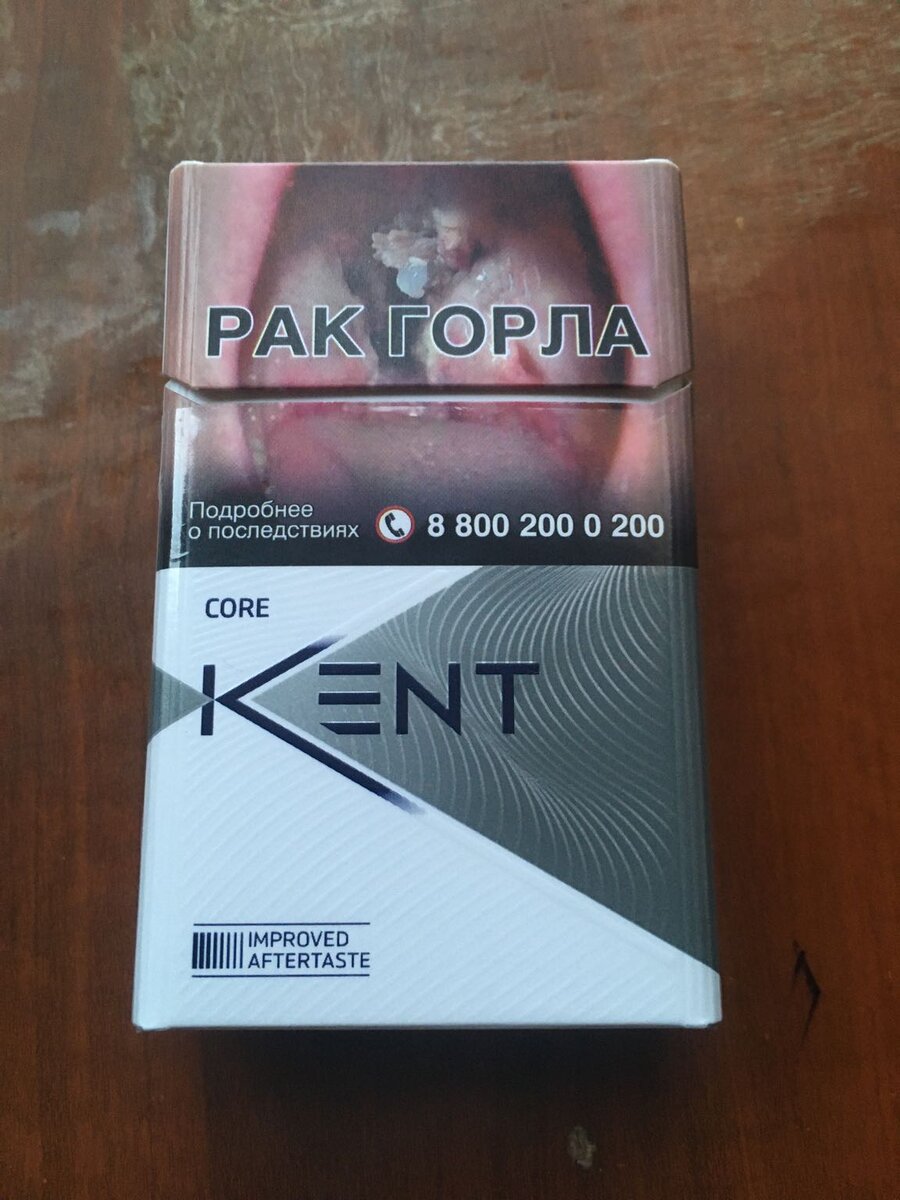 РАК ГОРЛА
Подробнее
о последствиях
8 800 200 0 200
CORE
KENT
IMPROVED
AFTERTASTE